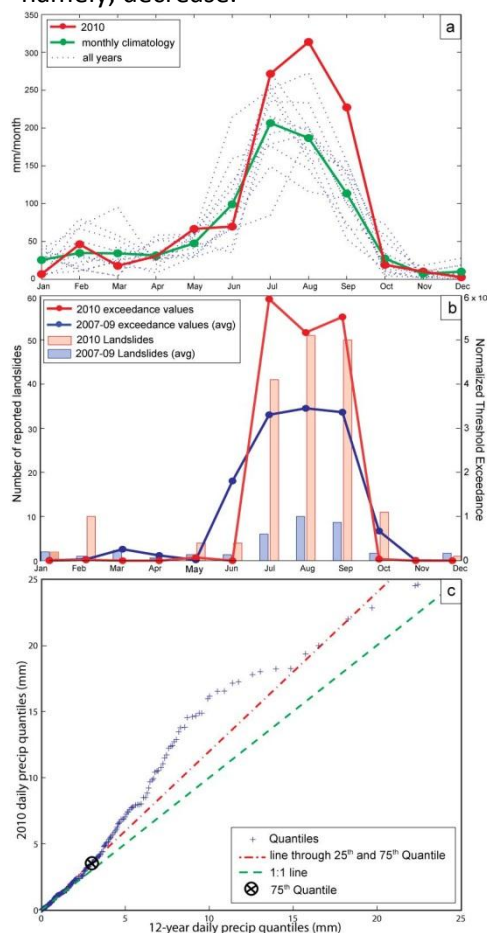 namely, decrease.
a
2010
monthly climatology
all years
mm/month
350
300
250
200
150
100
50
0
Jan Feb Mar Apr May Jun Jul Aug Sep Oct Nov Dec
b
2010 exceedance values
2007-09 exceedance values (avg)
2010 Landslides
2007-09 Landslides (avg)
Number of reported landslides
60
50
40
30
20
10
0
6 x 10
5
4
3
2
1
0
Normalized Threshold Exceedance
Jan Feb Mar Apr May Jun Jul Aug Sep Oct Nov Dec
c
2010 daily precip quantiles (mm)
25
20
15
10
5
0
Quantiles
line through 25th and 75th Quantile
1:1 line
75th Quantile
0 5 10 15 20 25
12-year daily precip quantiles (mm)